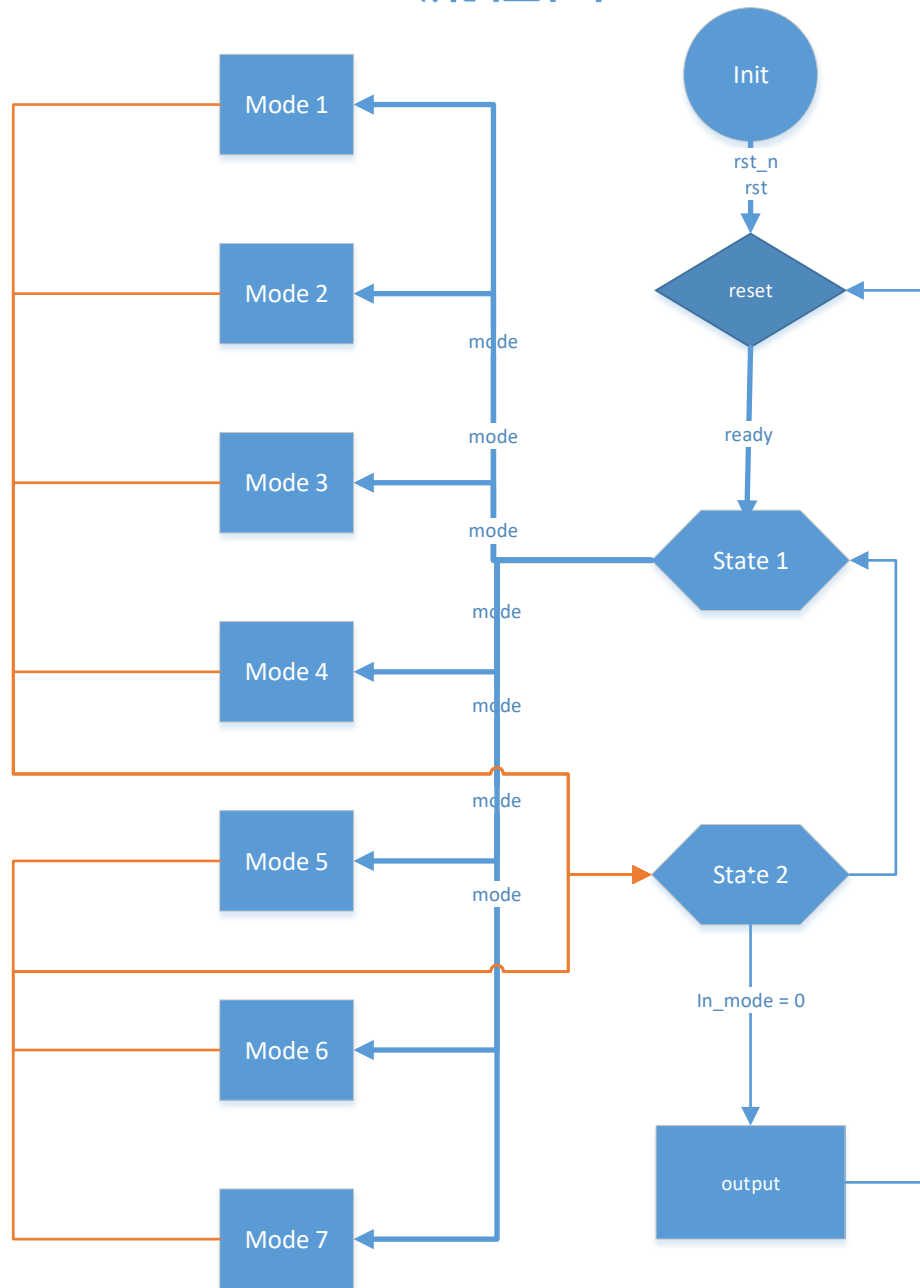 Init
rst_n
rst
reset
ready
State 1
Mode 1
Mode 2
mode
Mode 3
mode
mode
Mode 4
mode
mode
mode
Mode 5
mode
Mode 6
Mode 7
State 2
In_mode = 0
output